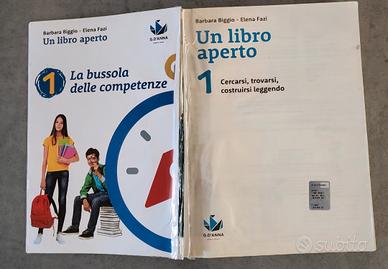 Barbara Biggio - Elena Fazi
Un libro aperto
1
La bussola
delle competenze
G.D'ANNA
Barbara Biggio - Elena Fazi
Un libro
aperto
1
Cercarsi, trovarsi,
costruirsi leggendo
G.D'ANNA
subito